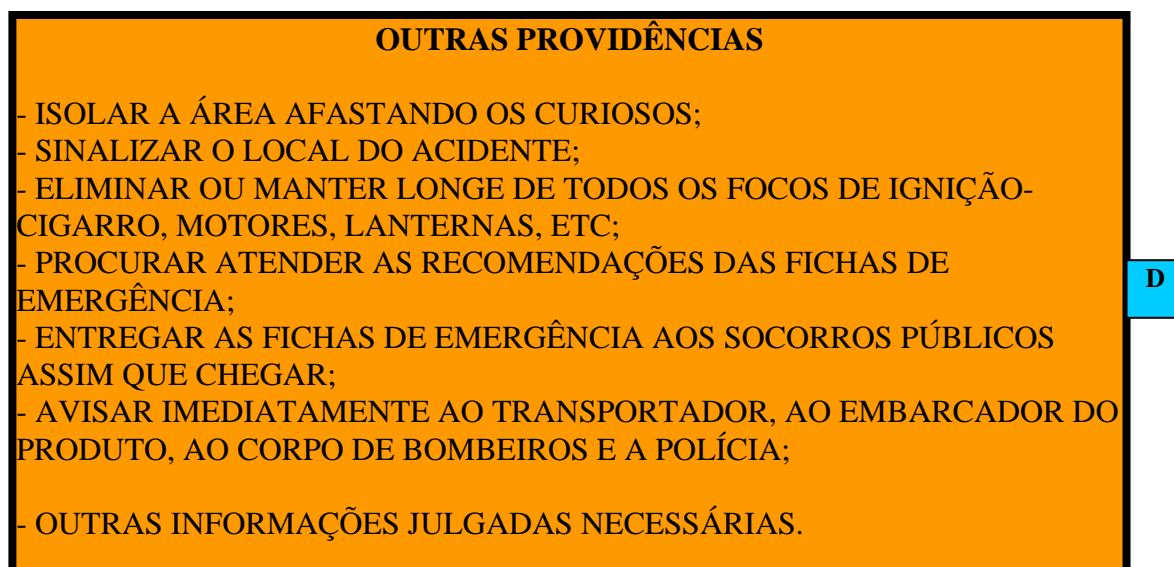 OUTRAS PROVIDÊNCIAS
- ISOLAR A ÁREA AFASTANDO OS CURIOSOS;
- SINALIZAR O LOCAL DO ACIDENTE;
- ELIMINAR OU MANTER LONGE DE TODOS OS FOCOS DE IGNIÇÃO-
CIGARRO, MOTORES, LANTERNAS, ETC;
- PROCURAR ATENDER AS RECOMENDAÇÕES DAS FICHAS DE
EMERGÊNCIA;
D
- ENTREGAR AS FICHAS DE EMERGÊNCIA AOS SOCORROS PÚBLICOS
ASSIM QUE CHEGAR;
- AVISAR IMEDIATAMENTE AO TRANSPORTADOR, AO EMBARCADOR DO
PRODUTO, AO CORPO DE BOMBEIROS E A POLÍCIA;
- OUTRAS INFORMAÇÕES JULGADAS NECESSÁRIAS.